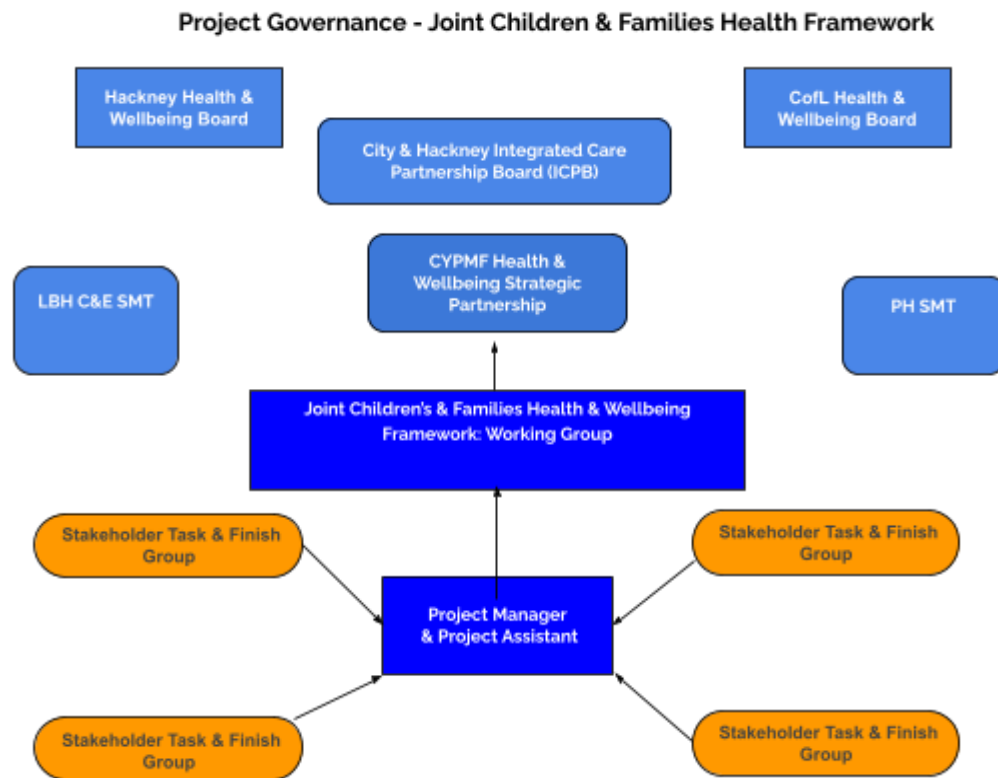 Project Governance - Joint Children & Families Health Framework
Hackney Health &
Wellbeing Board
CofL Health &
Wellbeing Board
City & Hackney Integrated Care
Partnership Board (ICPB)
CYPMF Health &
Wellbeing Strategic
Partnership
LBH C&E SMT
PH SMT
Joint Children's & Families Health & Wellbeing
Framework: Working Group
Stakeholder Task & Finish
Group
Stakeholder Task & Finish
Group
Project Manager
& Project Assistant
Stakeholder Task & Finish
Group
Stakeholder Task & Finish
Group